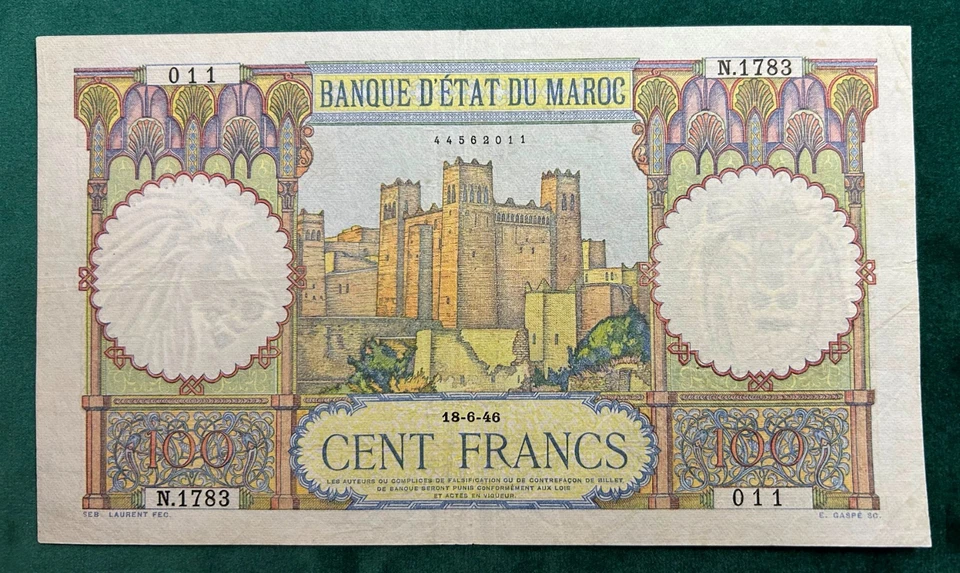 011
N.1783
BANQUE D'ÉTAT DU MAROC
44562011
18-6-46
CENT FRANCS
LES AUTEURS OU COMPLICES DE FALSIFICATION OU DE CONTREFAÇON DE BILLET
DE BANQUE SERONT PUNIS CONFORMÉMENT AUX LOIS
ET ACTES EN VIGUEUR.
100
100
N.1783
011
SEB. LAURENT FEC.
E. GASPÉ SC.